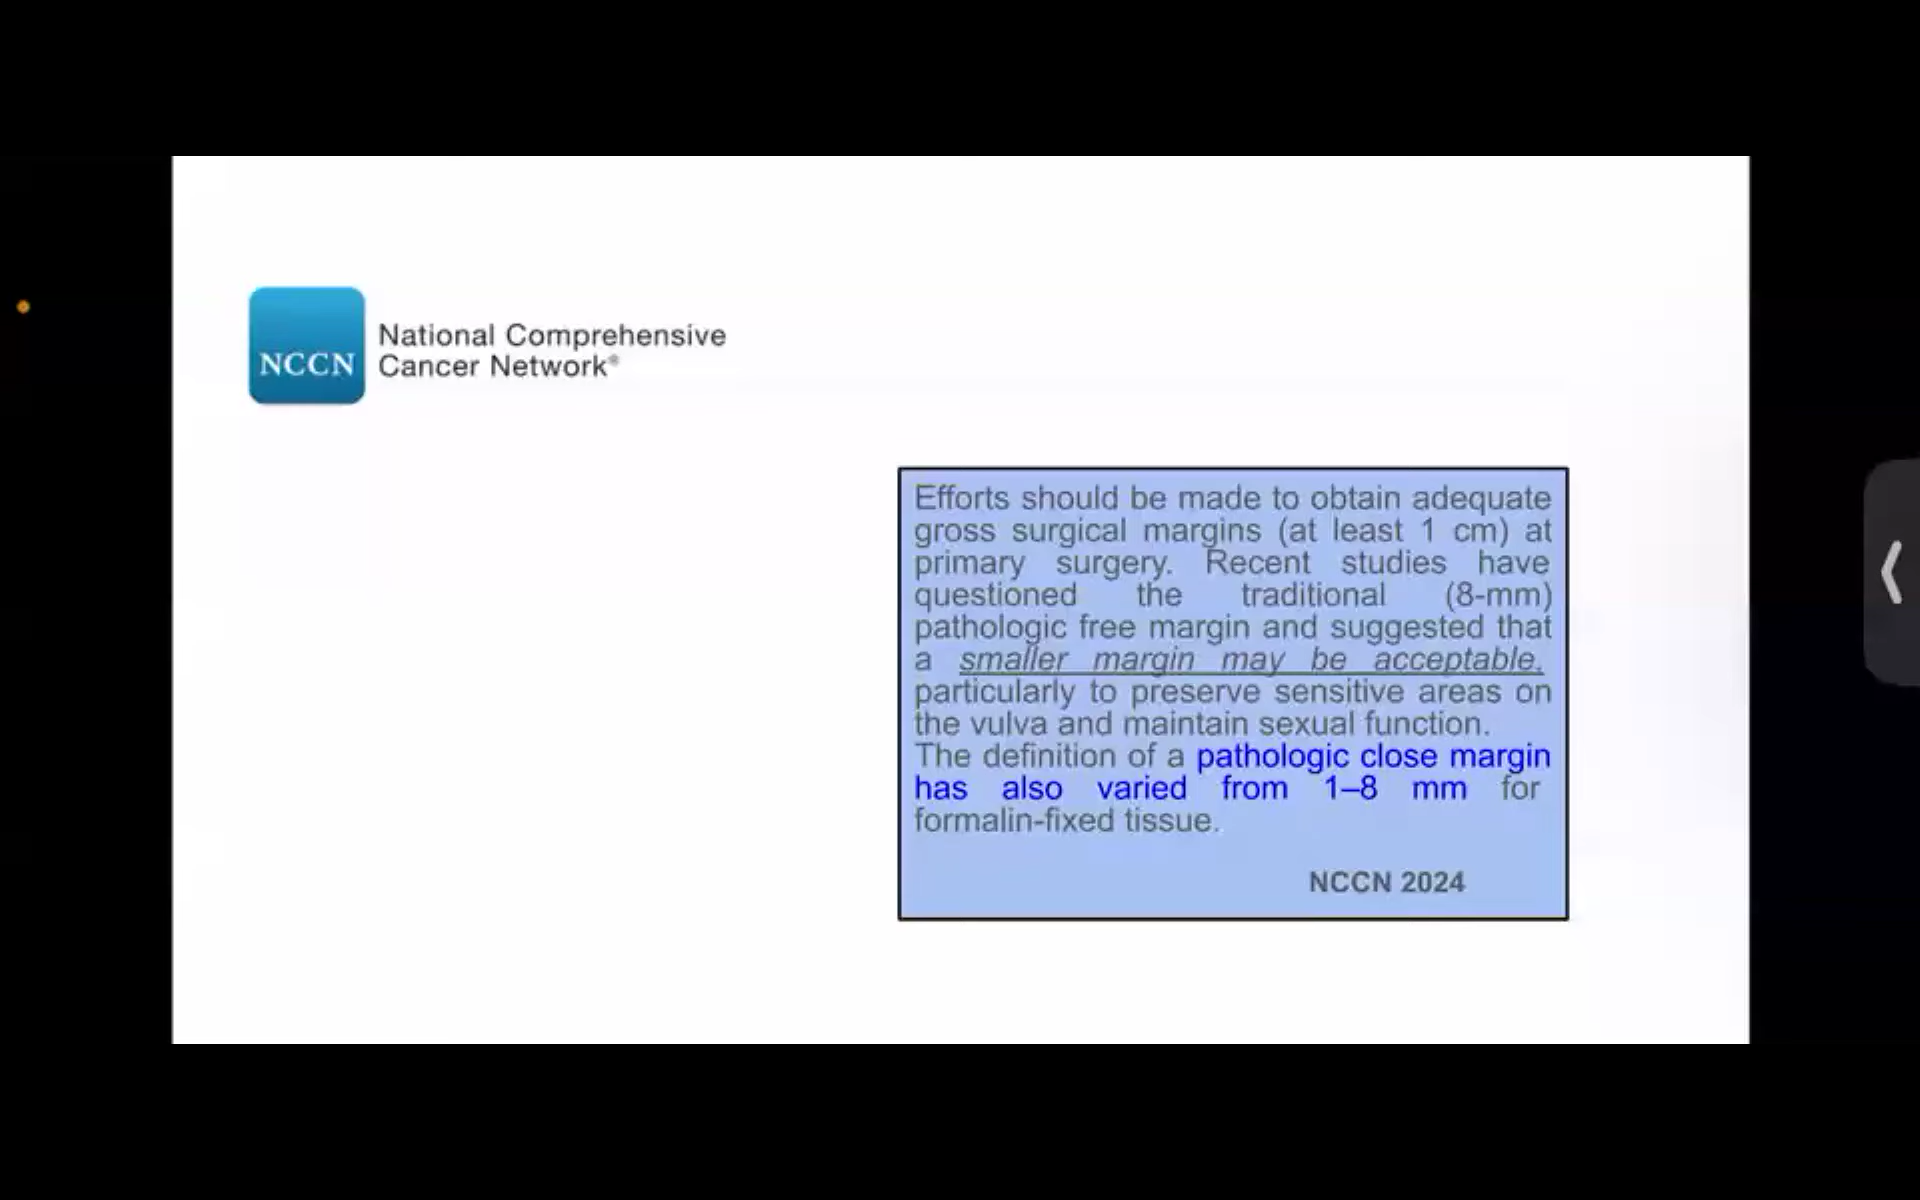 National Comprehensive
NCCN Cancer Network®
Efforts should be made to obtain adequate
gross surgical margins (at least 1 cm) at
primary surgery. Recent studies have
questioned the traditional (8-mm)
pathologic free margin and suggested that
a smaller margin may be acceptable,
particularly to preserve sensitive areas on
the vulva and maintain sexual function.
The definition of a pathologic close margin
has also varied from 1–8 mm for
formalin-fixed tissue.
NCCN 2024